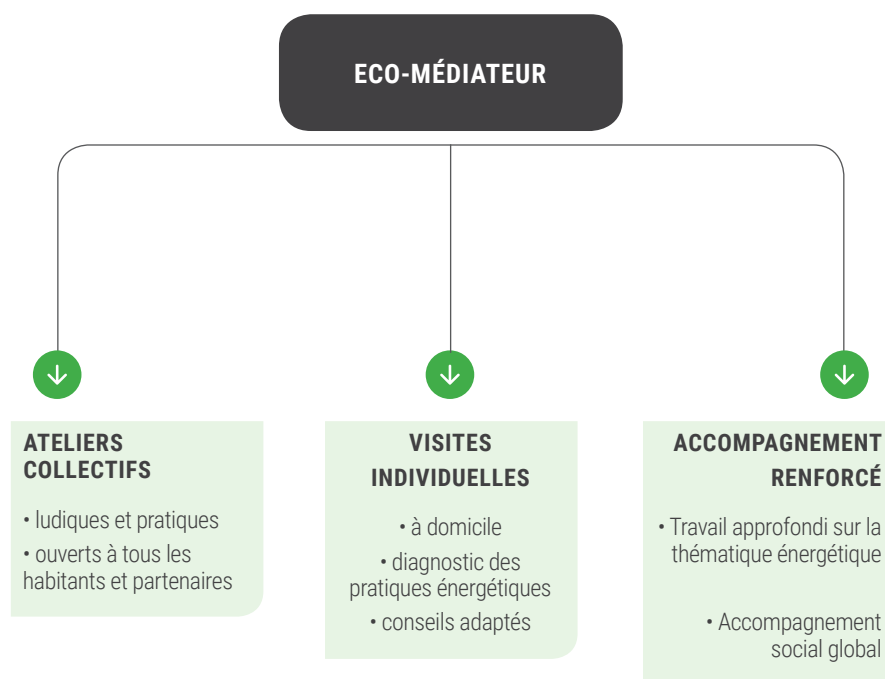 ECO-MÉDIATEUR
ATELIERS
COLLECTIFS
• ludiques et pratiques
• ouverts à tous les
habitants et partenaires
VISITES
INDIVIDUELLES
• à domicile
• diagnostic des
pratiques énergétiques
• conseils adaptés
ACCOMPAGNEMENT
RENFORCÉ
• Travail approfondi sur la
thématique énergétique
• Accompagnement
social global